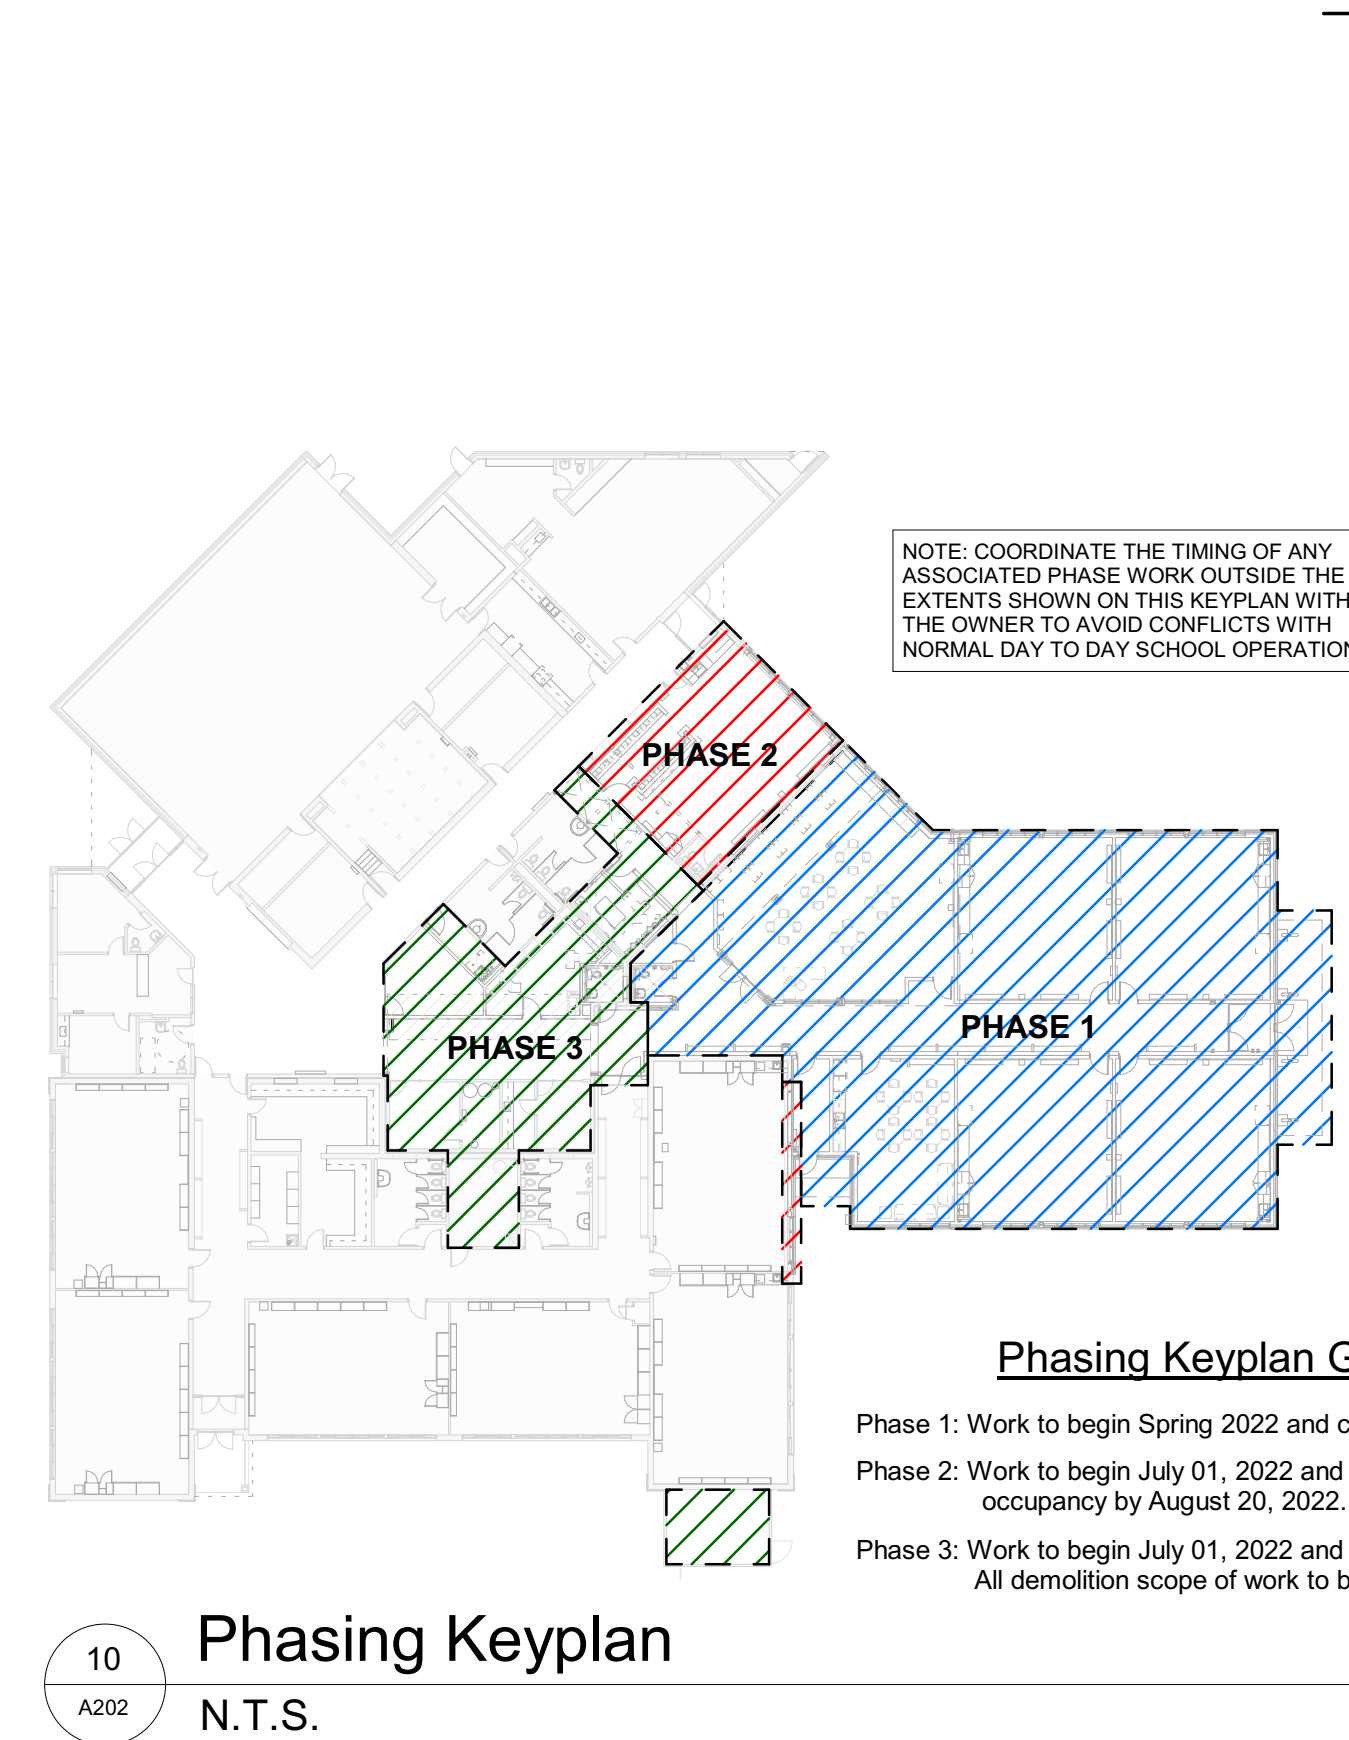 NOTE: COORDINATE THE TIMING OF ANY
ASSOCIATED PHASE WORK OUTSIDE THE
EXTENTS SHOWN ON THIS KEYPLAN WITH
THE OWNER TO AVOID CONFLICTS WITH
NORMAL DAY TO DAY SCHOOL OPERATION
PHASE 2
PHASE 1
PHASE 3
Phasing Keyplan G
Phase 1: Work to begin Spring 2022 and c
Phase 2: Work to begin July 01, 2022 and
occupancy by August 20, 2022.
Phase 3: Work to begin July 01, 2022 and
All demolition scope of work to b
10
A202
Phasing Keyplan
N.T.S.